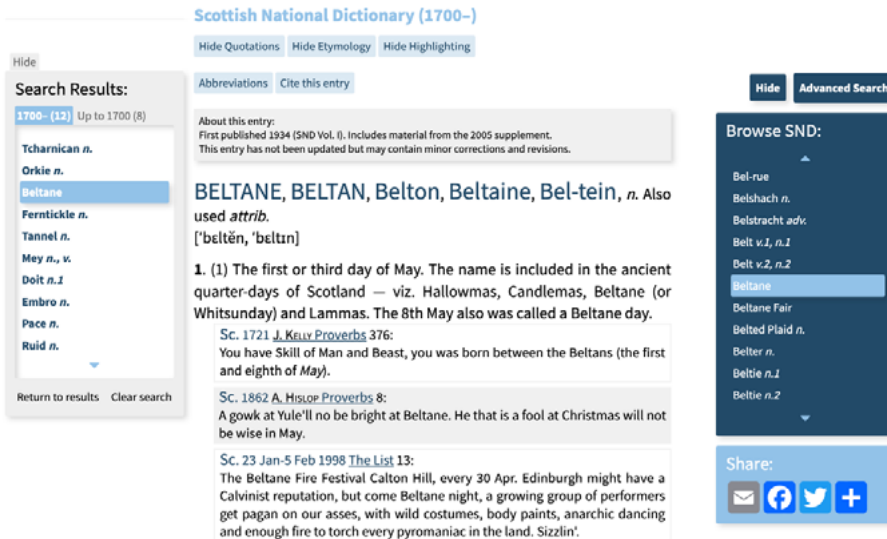 Scottish National Dictionary (1700–)
Hide Quotations Hide Etymology Hide Highlighting
Abbreviations Cite this entry
About this entry:
First published 1934 (SND Vol. I). Includes material from the 2005 supplement.
This entry has not been updated but may contain minor corrections and revisions.
Hide
Search Results:
1700– (12) Up to 1700 (8)
Tcharnican n.
Orkie n.
Beltane
Ferntickle n.
Tannel n.
Mey n., v.
Doit n.1
Embro n.
Pace n.
Ruid n.
Return to results Clear search
BELTANE, BELTAN, Belton, Beltaine, Bel-tein, n. Also
used attrib.
['bɛltĕn, 'bɛltɪn]
1. (1) The first or third day of May. The name is included in the ancient
quarter-days of Scotland — viz. Hallowmas, Candlemas, Beltane (or
Whitsunday) and Lammas. The 8th May also was called a Beltane day.
Sc. 1721 J. Kelly Proverbs 376:
You have Skill of Man and Beast, you was born between the Beltans (the first
and eighth of May).
Sc. 1862 A. Hislop Proverbs 8:
A gowk at Yule'll no be bright at Beltane. He that is a fool at Christmas will not
be wise in May.
Sc. 23 Jan-5 Feb 1998 The List 13:
The Beltane Fire Festival Calton Hill, every 30 Apr. Edinburgh might have a
Calvinist reputation, but come Beltane night, a growing group of performers
get pagan on our asses, with wild costumes, body paints, anarchic dancing
and enough fire to torch every pyromaniac in the land. Sizzlin'.
Hide Advanced Search
Browse SND:
Bel-rue
Belshach n.
Belstracht adv.
Belt v.1, n.1
Belt v.2, n.2
Beltane
Beltane Fair
Belted Plaid n.
Belter n.
Beltie n.1
Beltie n.2
Share: